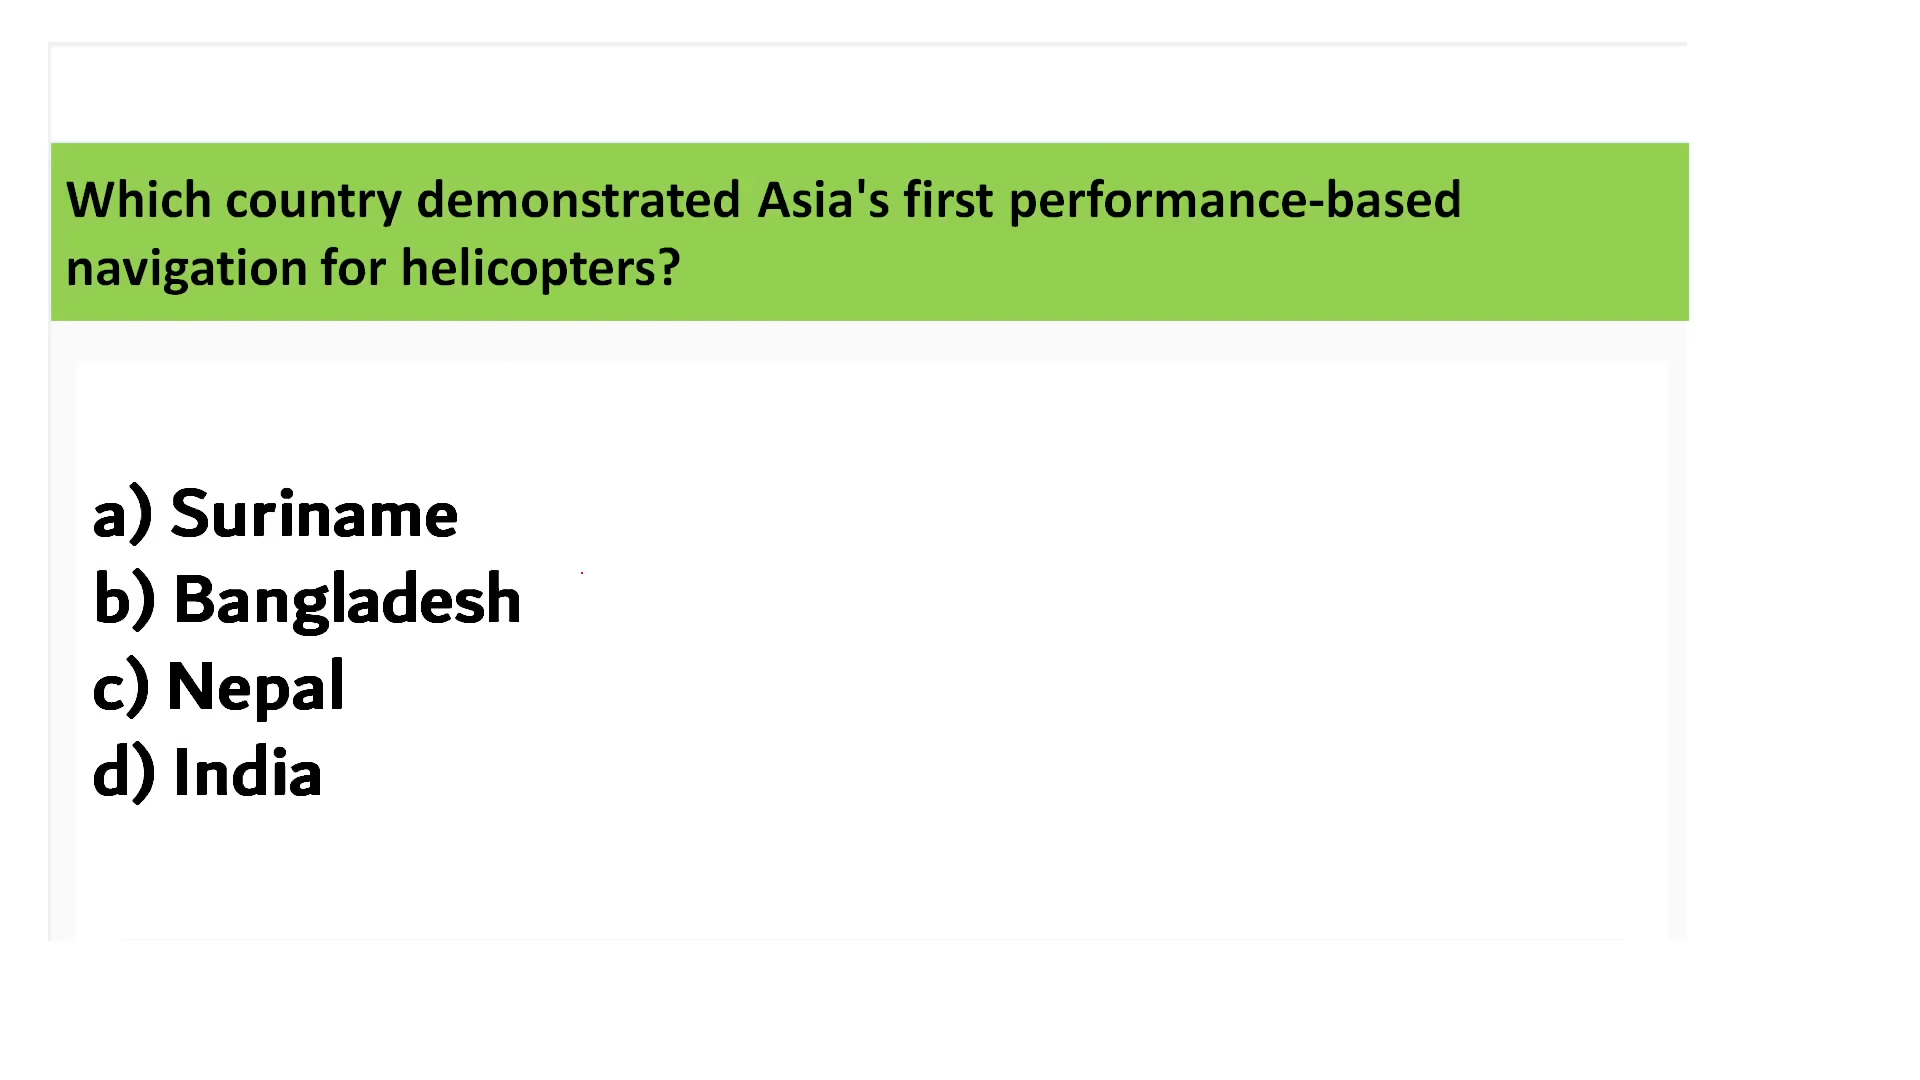 Which country demonstrated Asia's first performance-based
navigation for helicopters?
a) Suriname
b) Bangladesh
c) Nepal
d) India